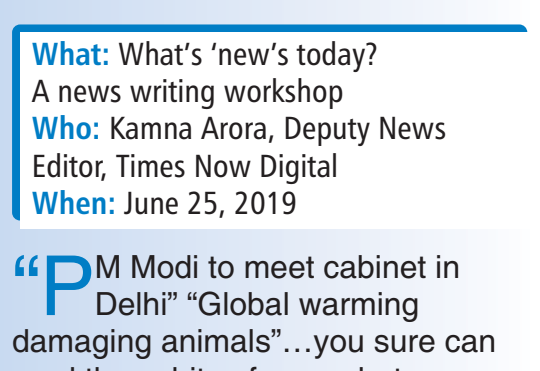 What: What’s ‘new’s today?
A news writing workshop
Who: Kamna Arora, Deputy News
Editor, Times Now Digital
When: June 25, 2019
“PM Modi to meet cabinet in
Delhi” “Global warming
damaging animals”…you sure can